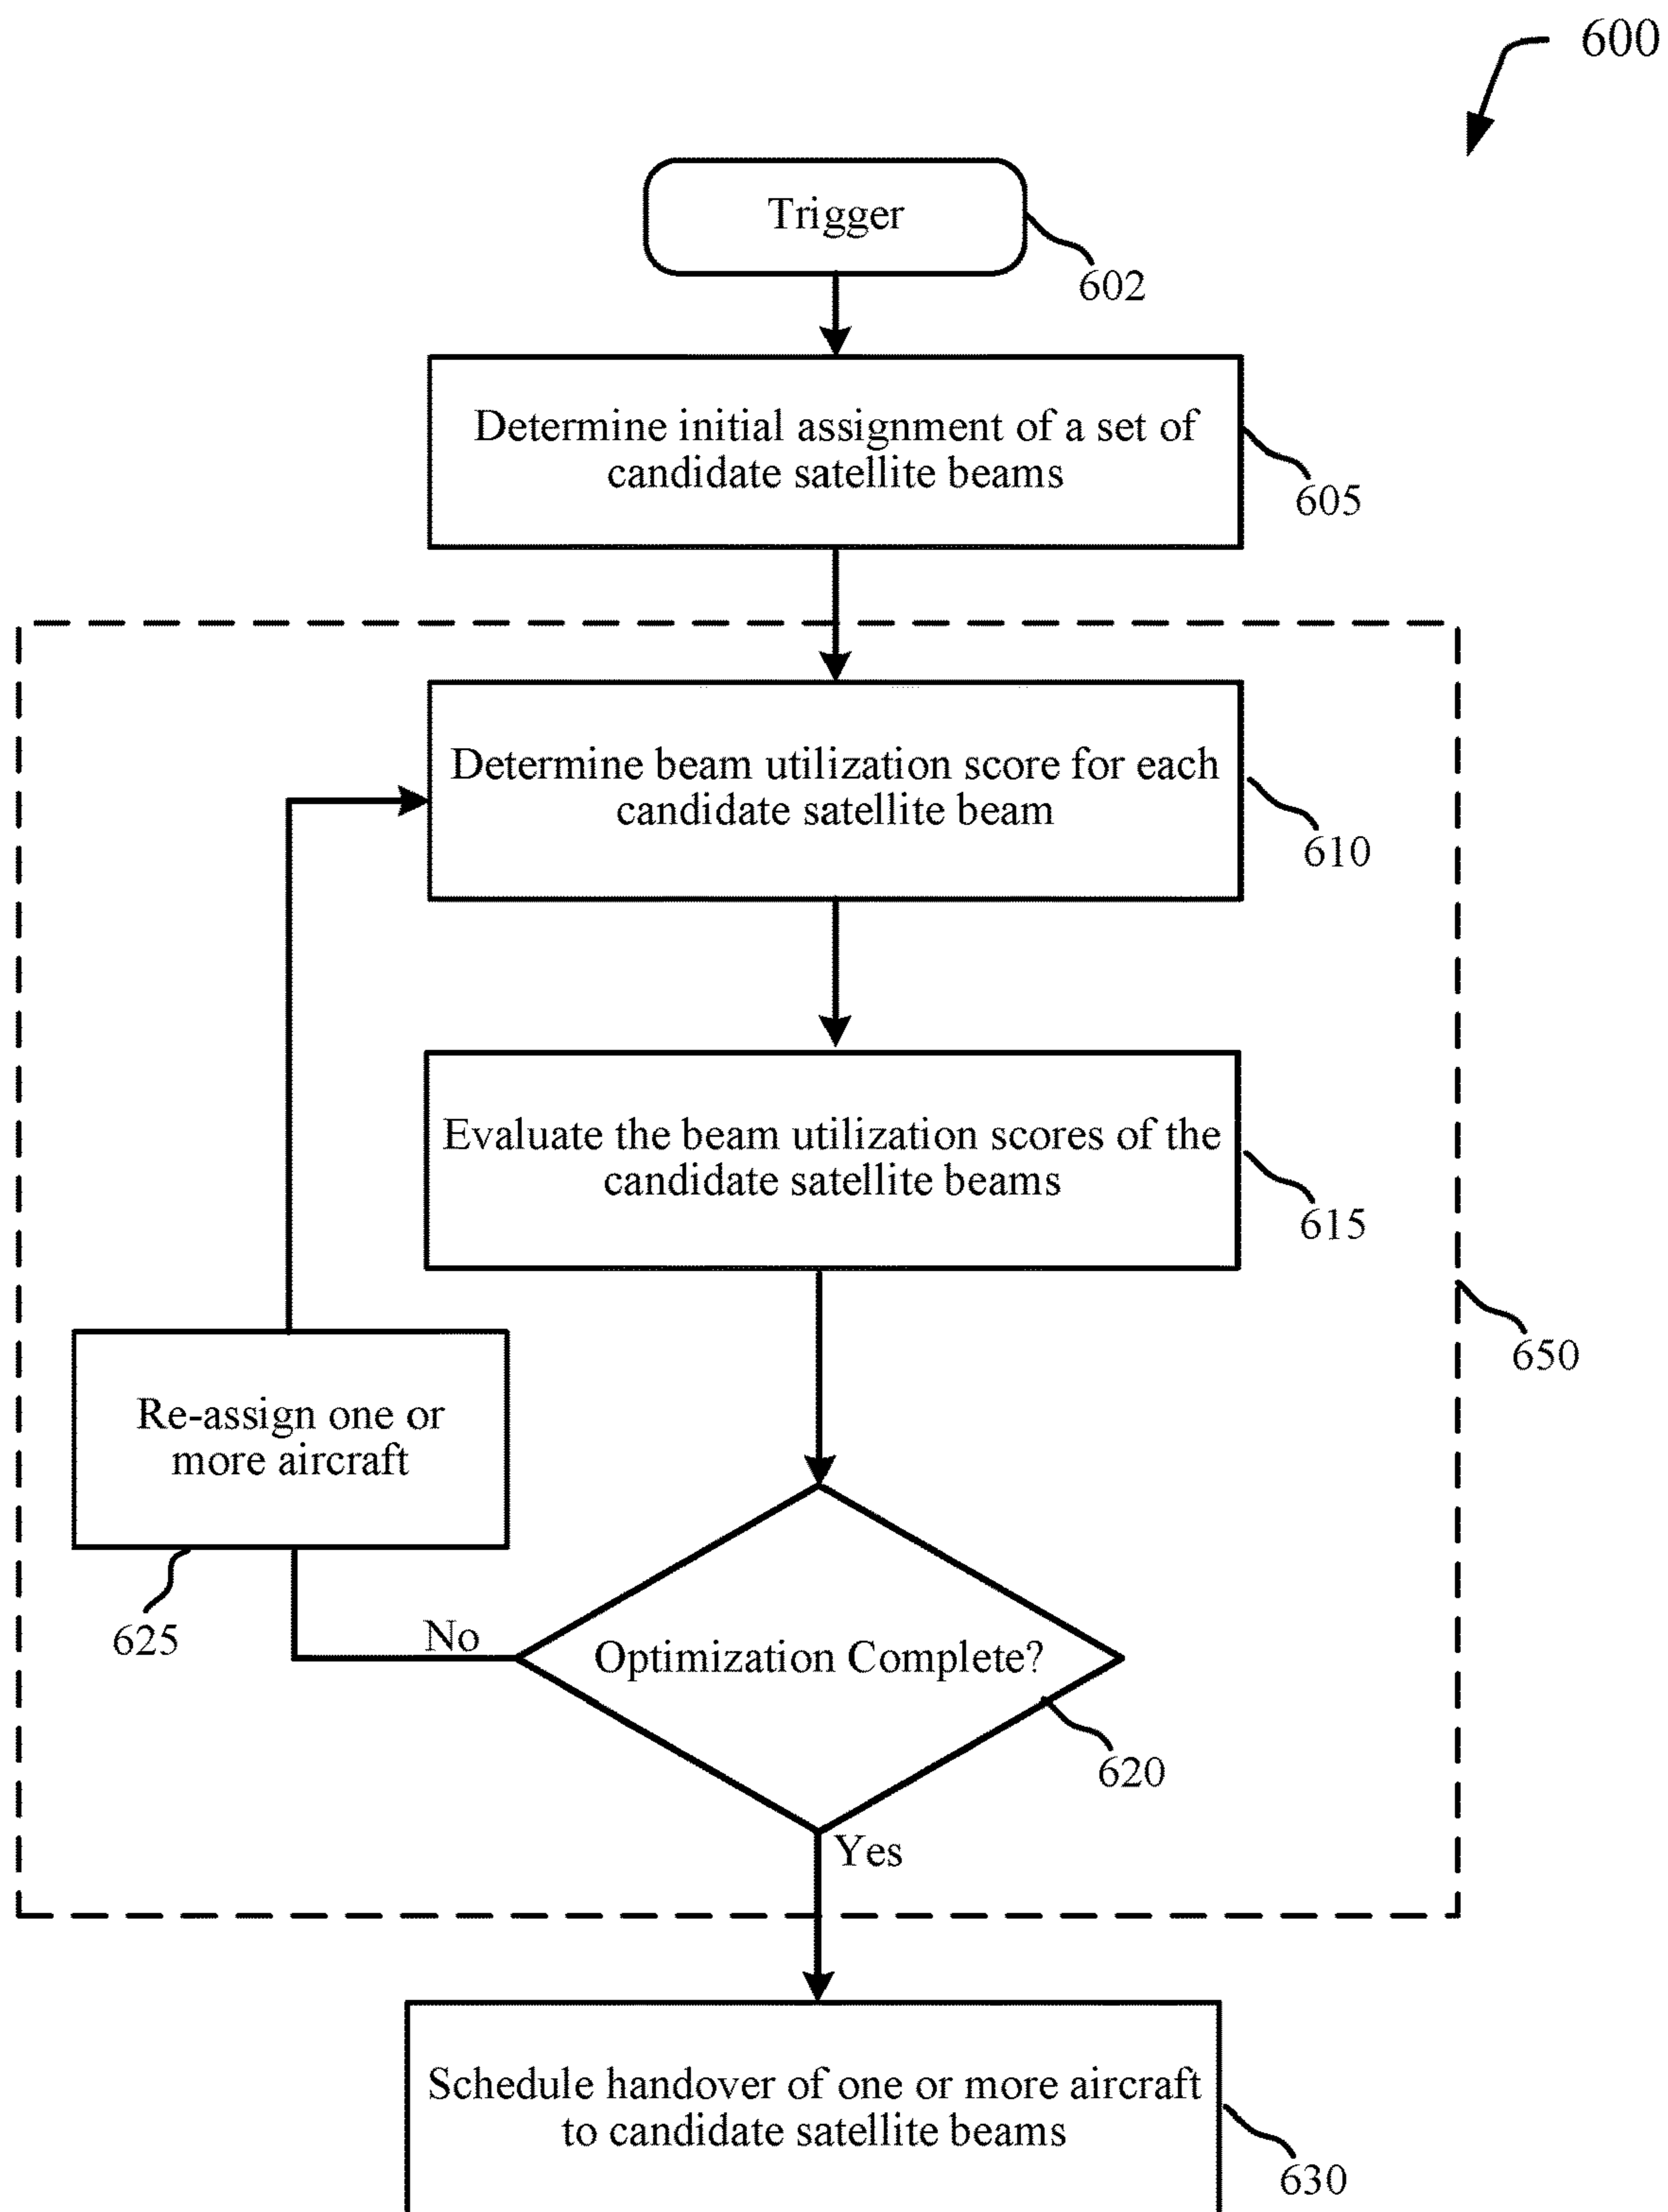 600
Trigger
602
Determine initial assignment of a set of
candidate satellite beams
605
Determine beam utilization score for each
candidate satellite beam
610
Evaluate the beam utilization scores of the
candidate satellite beams
615
650
Re-assign one or
more aircraft
625
No
Optimization Complete?
620
Yes
Schedule handover of one or more aircraft
to candidate satellite beams
630